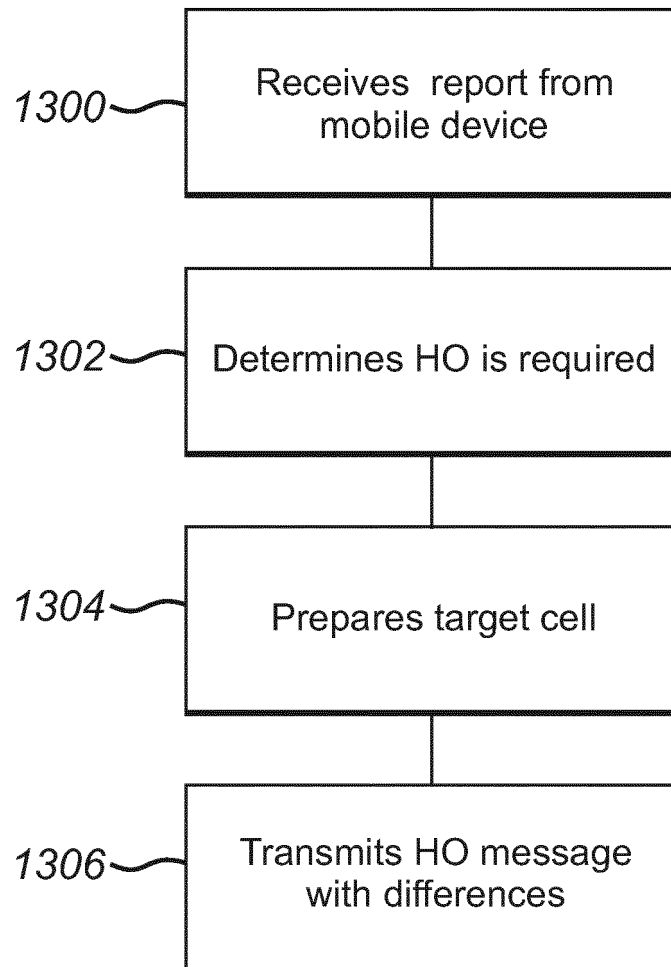 1300
Receives report from
mobile device
1302
Determines HO is required
1304
Prepares target cell
1306
Transmits HO message
with differences